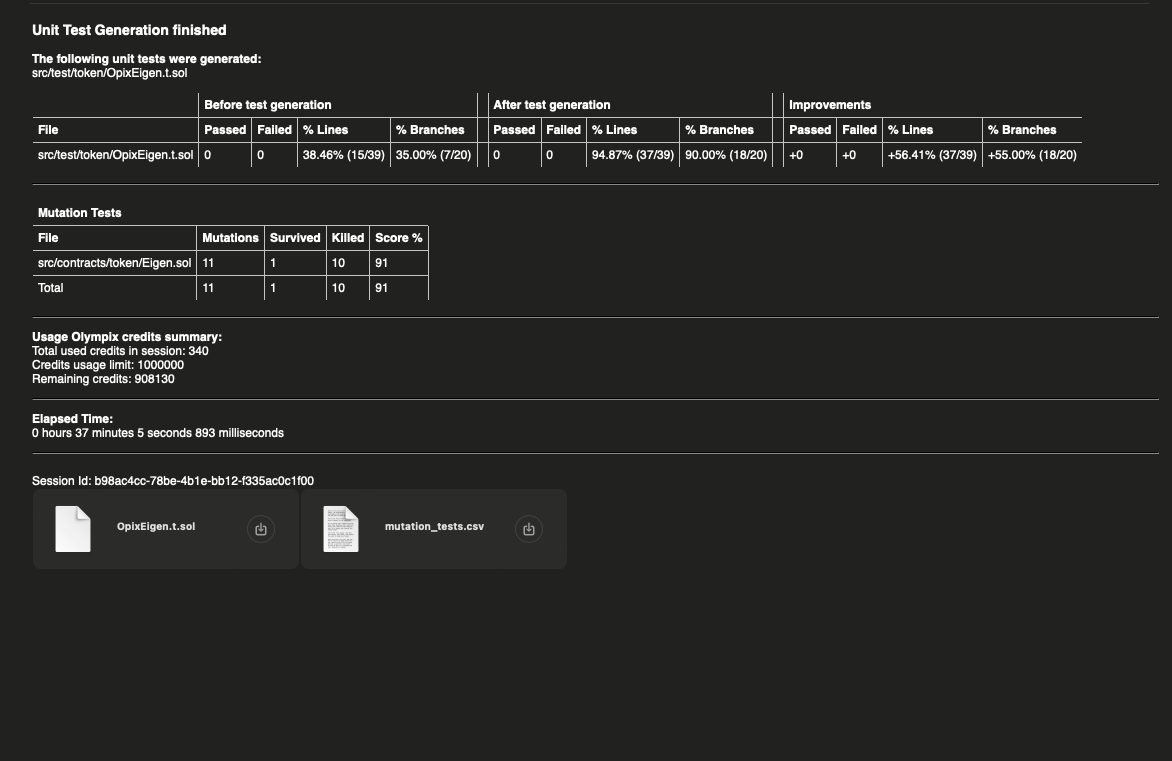 Unit Test Generation finished
The following unit tests were generated:
src/test/token/OpixEigen.t.sol
Before test generation After test generation Improvements
File Passed Failed % Lines % Branches Passed Failed % Lines % Branches Passed Failed % Lines % Branches
src/test/token/OpixEigen.t.sol 0 0 38.46% (15/39) 35.00% (7/20) 0 0 94.87% (37/39) 90.00% (18/20) +0 +0 +56.41% (37/39) +55.00% (18/20)
Mutation Tests
File Mutations Survived Killed Score %
src/contracts/token/Eigen.sol 11 1 10 91
Total 11 1 10 91
Usage Olympix credits summary:
Total used credits in session: 340
Credits usage limit: 1000000
Remaining credits: 908130
Elapsed Time:
0 hours 37 minutes 5 seconds 893 milliseconds
Session Id: b98ac4cc-78be-4b1e-bb12-f335ac0c1f00
OpixEigen.t.sol mutation_tests.csv